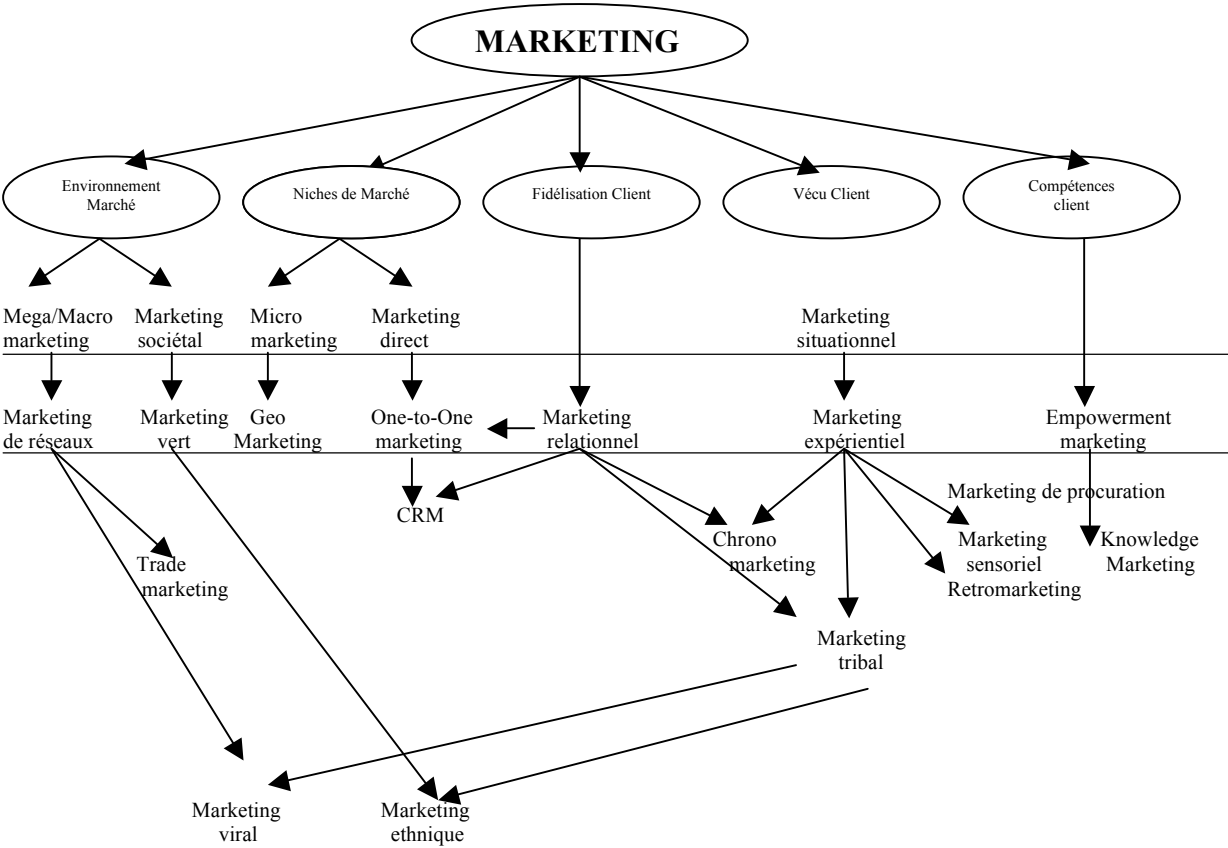 MARKETING
Environnement
Marché
Niches de Marché
Fidélisation Client
Vécu Client
Compétences
client
Mega/Macro
marketing
Marketing
sociétal
Micro
marketing
Marketing
direct
Marketing
situationnel
Marketing
de réseaux
Marketing
vert
Geo
Marketing
One-to-One
marketing
Marketing
relationnel
Marketing
expérientiel
Empowerment
marketing
CRM
Marketing de procuration
Trade
marketing
Chrono
marketing
Marketing
sensoriel
Retromarketing
Knowledge
Marketing
Marketing
tribal
Marketing
viral
Marketing
ethnique